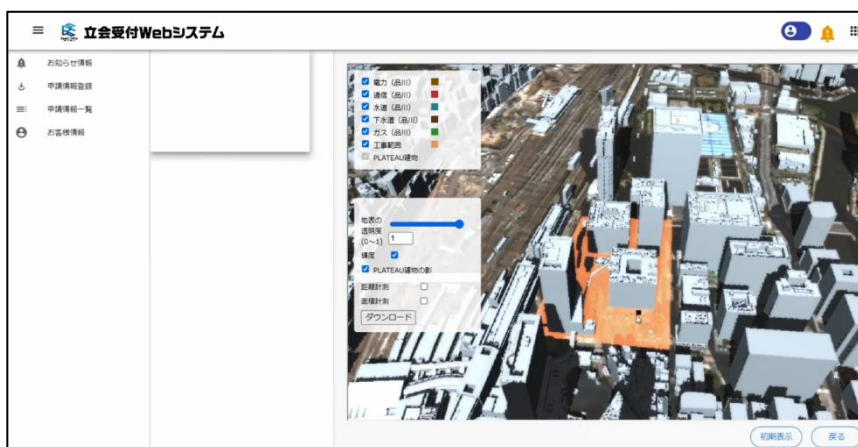 立会受付Webシステム
お知らせ情報
申請情報登録
申請情報一覧
お客様情報
電力（品川）
通信（品川）
水道（品川）
下水道（品川）
ガス（品川）
工事範囲
PLATEAU建物
地表の
透明度
(0～1)
1
輝度
PLATEAU建物の影
距離計測
面積計測
ダウンロード
初期表示
戻る